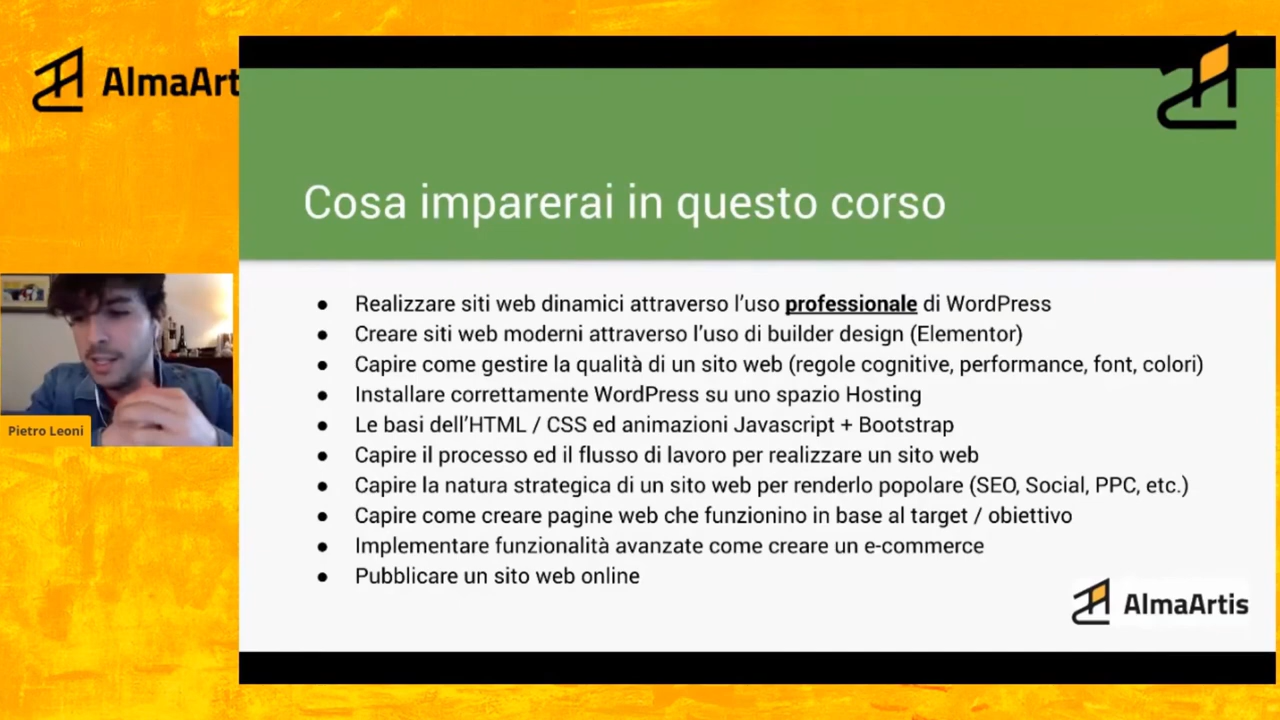 AlmaArt
Cosa imparerai in questo corso
● Realizzare siti web dinamici attraverso l'uso professionale di WordPress
● Creare siti web moderni attraverso l'uso di builder design (Elementor)
● Capire come gestire la qualità di un sito web (regole cognitive, performance, font, colori)
● Installare correttamente WordPress su uno spazio Hosting
● Le basi dell'HTML / CSS ed animazioni Javascript + Bootstrap
● Capire il processo ed il flusso di lavoro per realizzare un sito web
● Capire la natura strategica di un sito web per renderlo popolare (SEO, Social, PPC, etc.)
● Capire come creare pagine web che funzionino in base al target / obiettivo
● Implementare funzionalità avanzate come creare un e-commerce
● Pubblicare un sito web online
Pietro Leoni
AlmaArtis